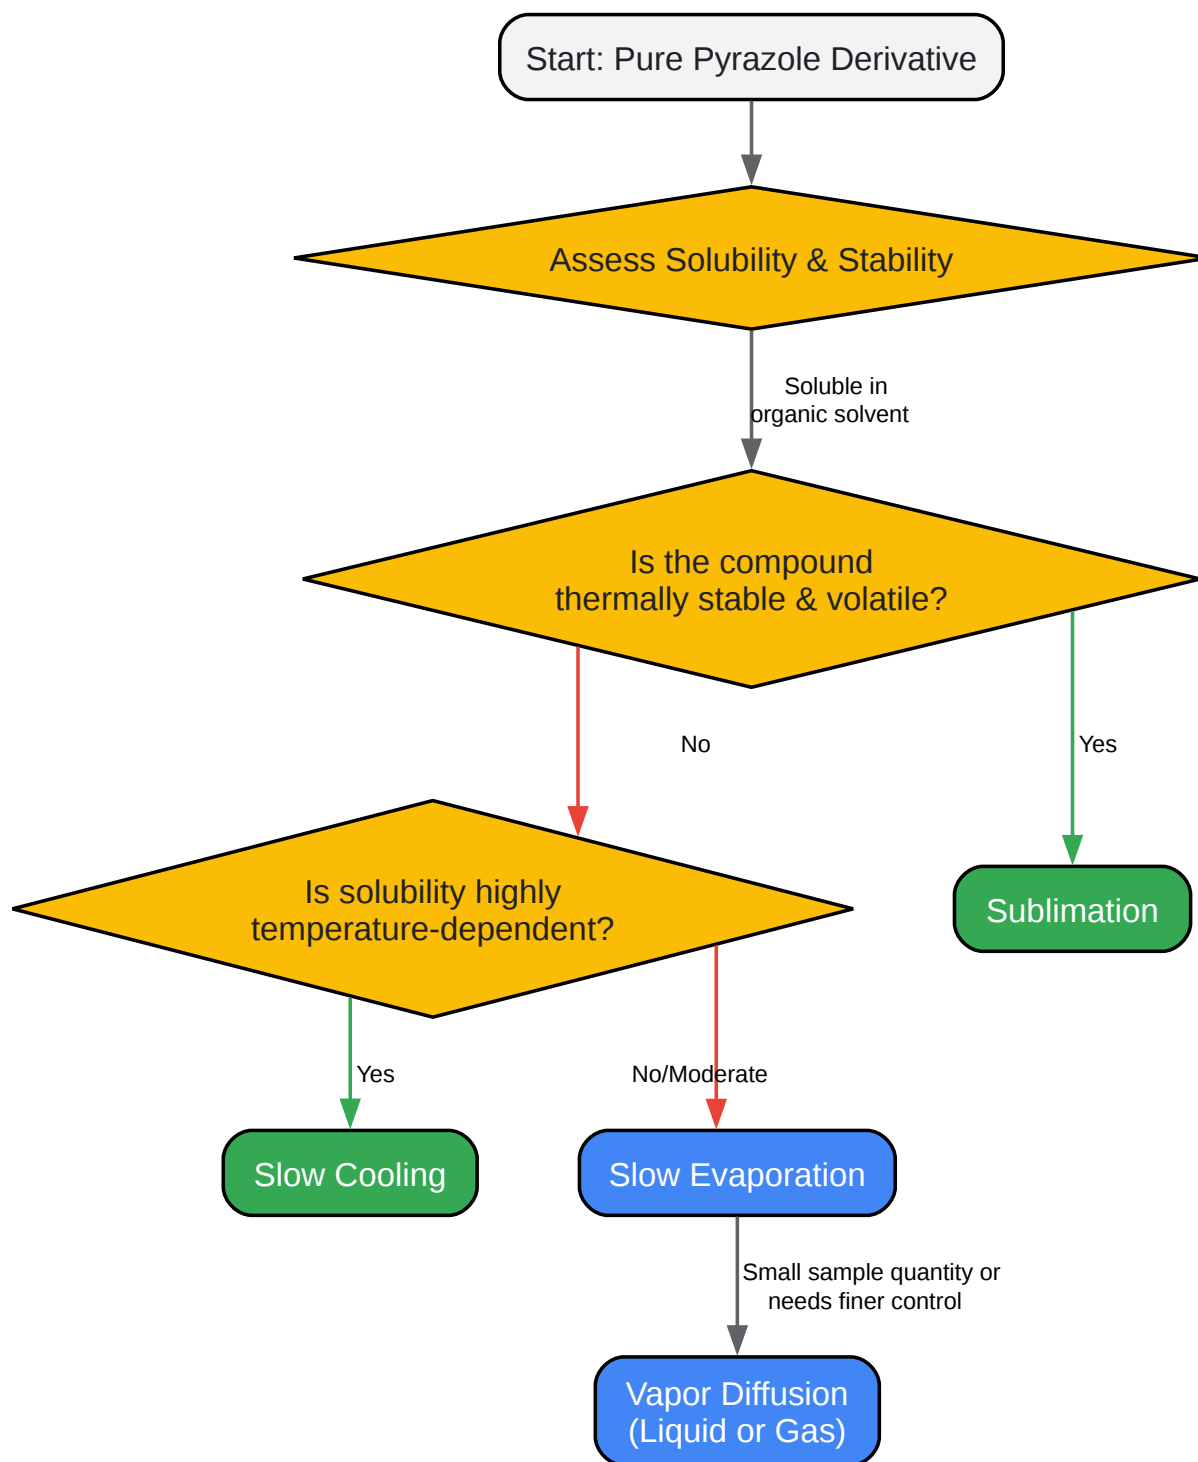 Start: Pure Pyrazole Derivative
Assess Solubility & Stability
Soluble in
organic solvent
Is the compound
thermally stable & volatile?
No
Yes
Is solubility highly
temperature-dependent?
Sublimation
Yes
No/Moderate
Slow Cooling
Slow Evaporation
Small sample quantity or
needs finer control
Vapor Diffusion
(Liquid or Gas)